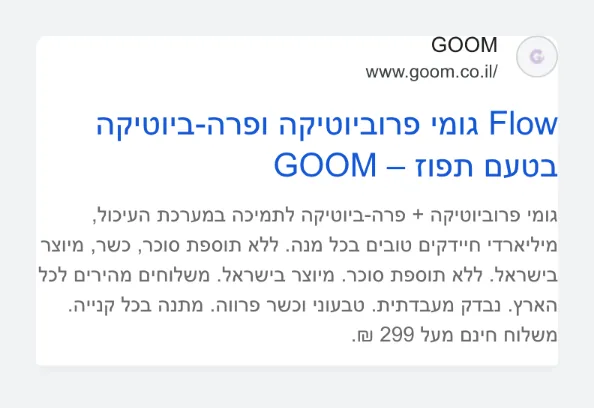 GOOM
www.goom.co.il/
Flow גומי פרוביוטיקה ופרה-ביוטיקה
בטעם תפוז – GOOM
גומי פרוביוטיקה + פרה-ביוטיקה לתמיכה במערכת העיכול,
מיליארדי חיידקים טובים בכל מנה. ללא תוספת סוכר, כשר, מיוצר
בישראל. ללא תוספת סוכר. מיוצר בישראל. משלוחים מהירים לכל
הארץ. נבדק מעבדתית. טבעוני וכשר פרווה. מתנה בכל קנייה.
משלוח חינם מעל 299 ₪.